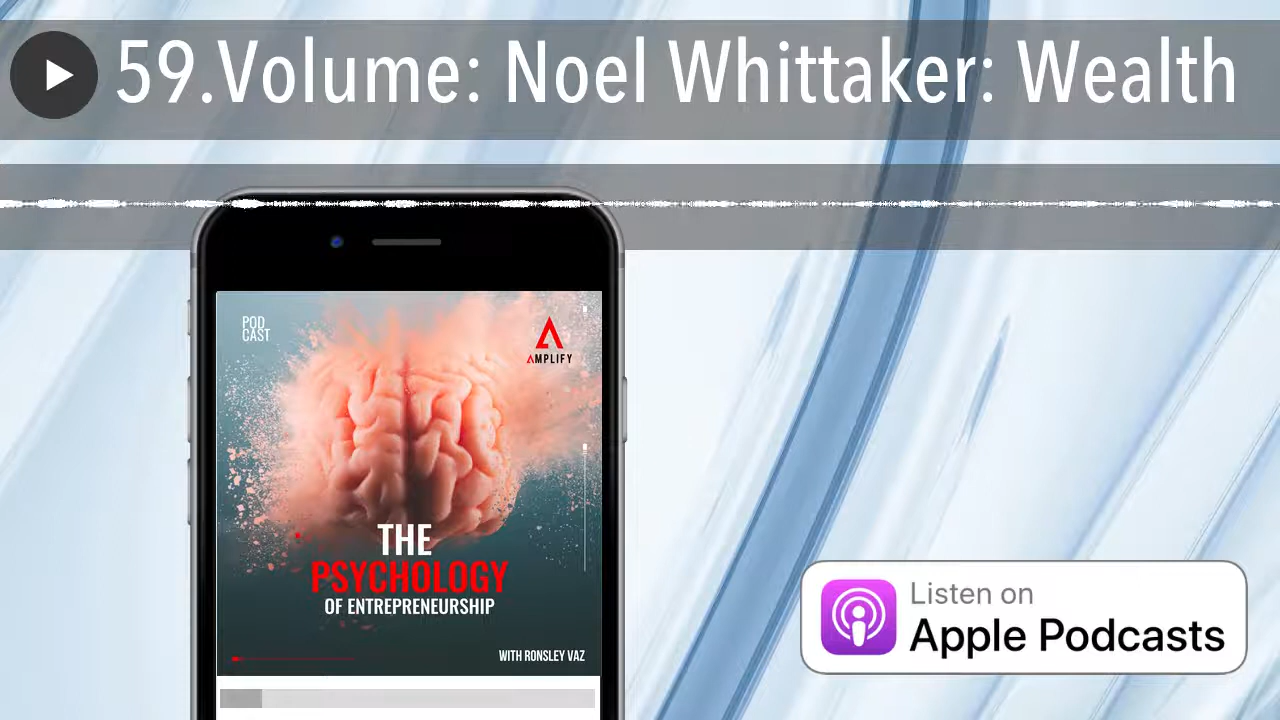 59.Volume: Noel Whittaker: Wealth
POD
CAST
AMPLIFY
THE
PSYCHOLOGY
OF ENTREPRENEURSHIP
WITH RONSLEY VAZ
Listen on
Apple Podcasts